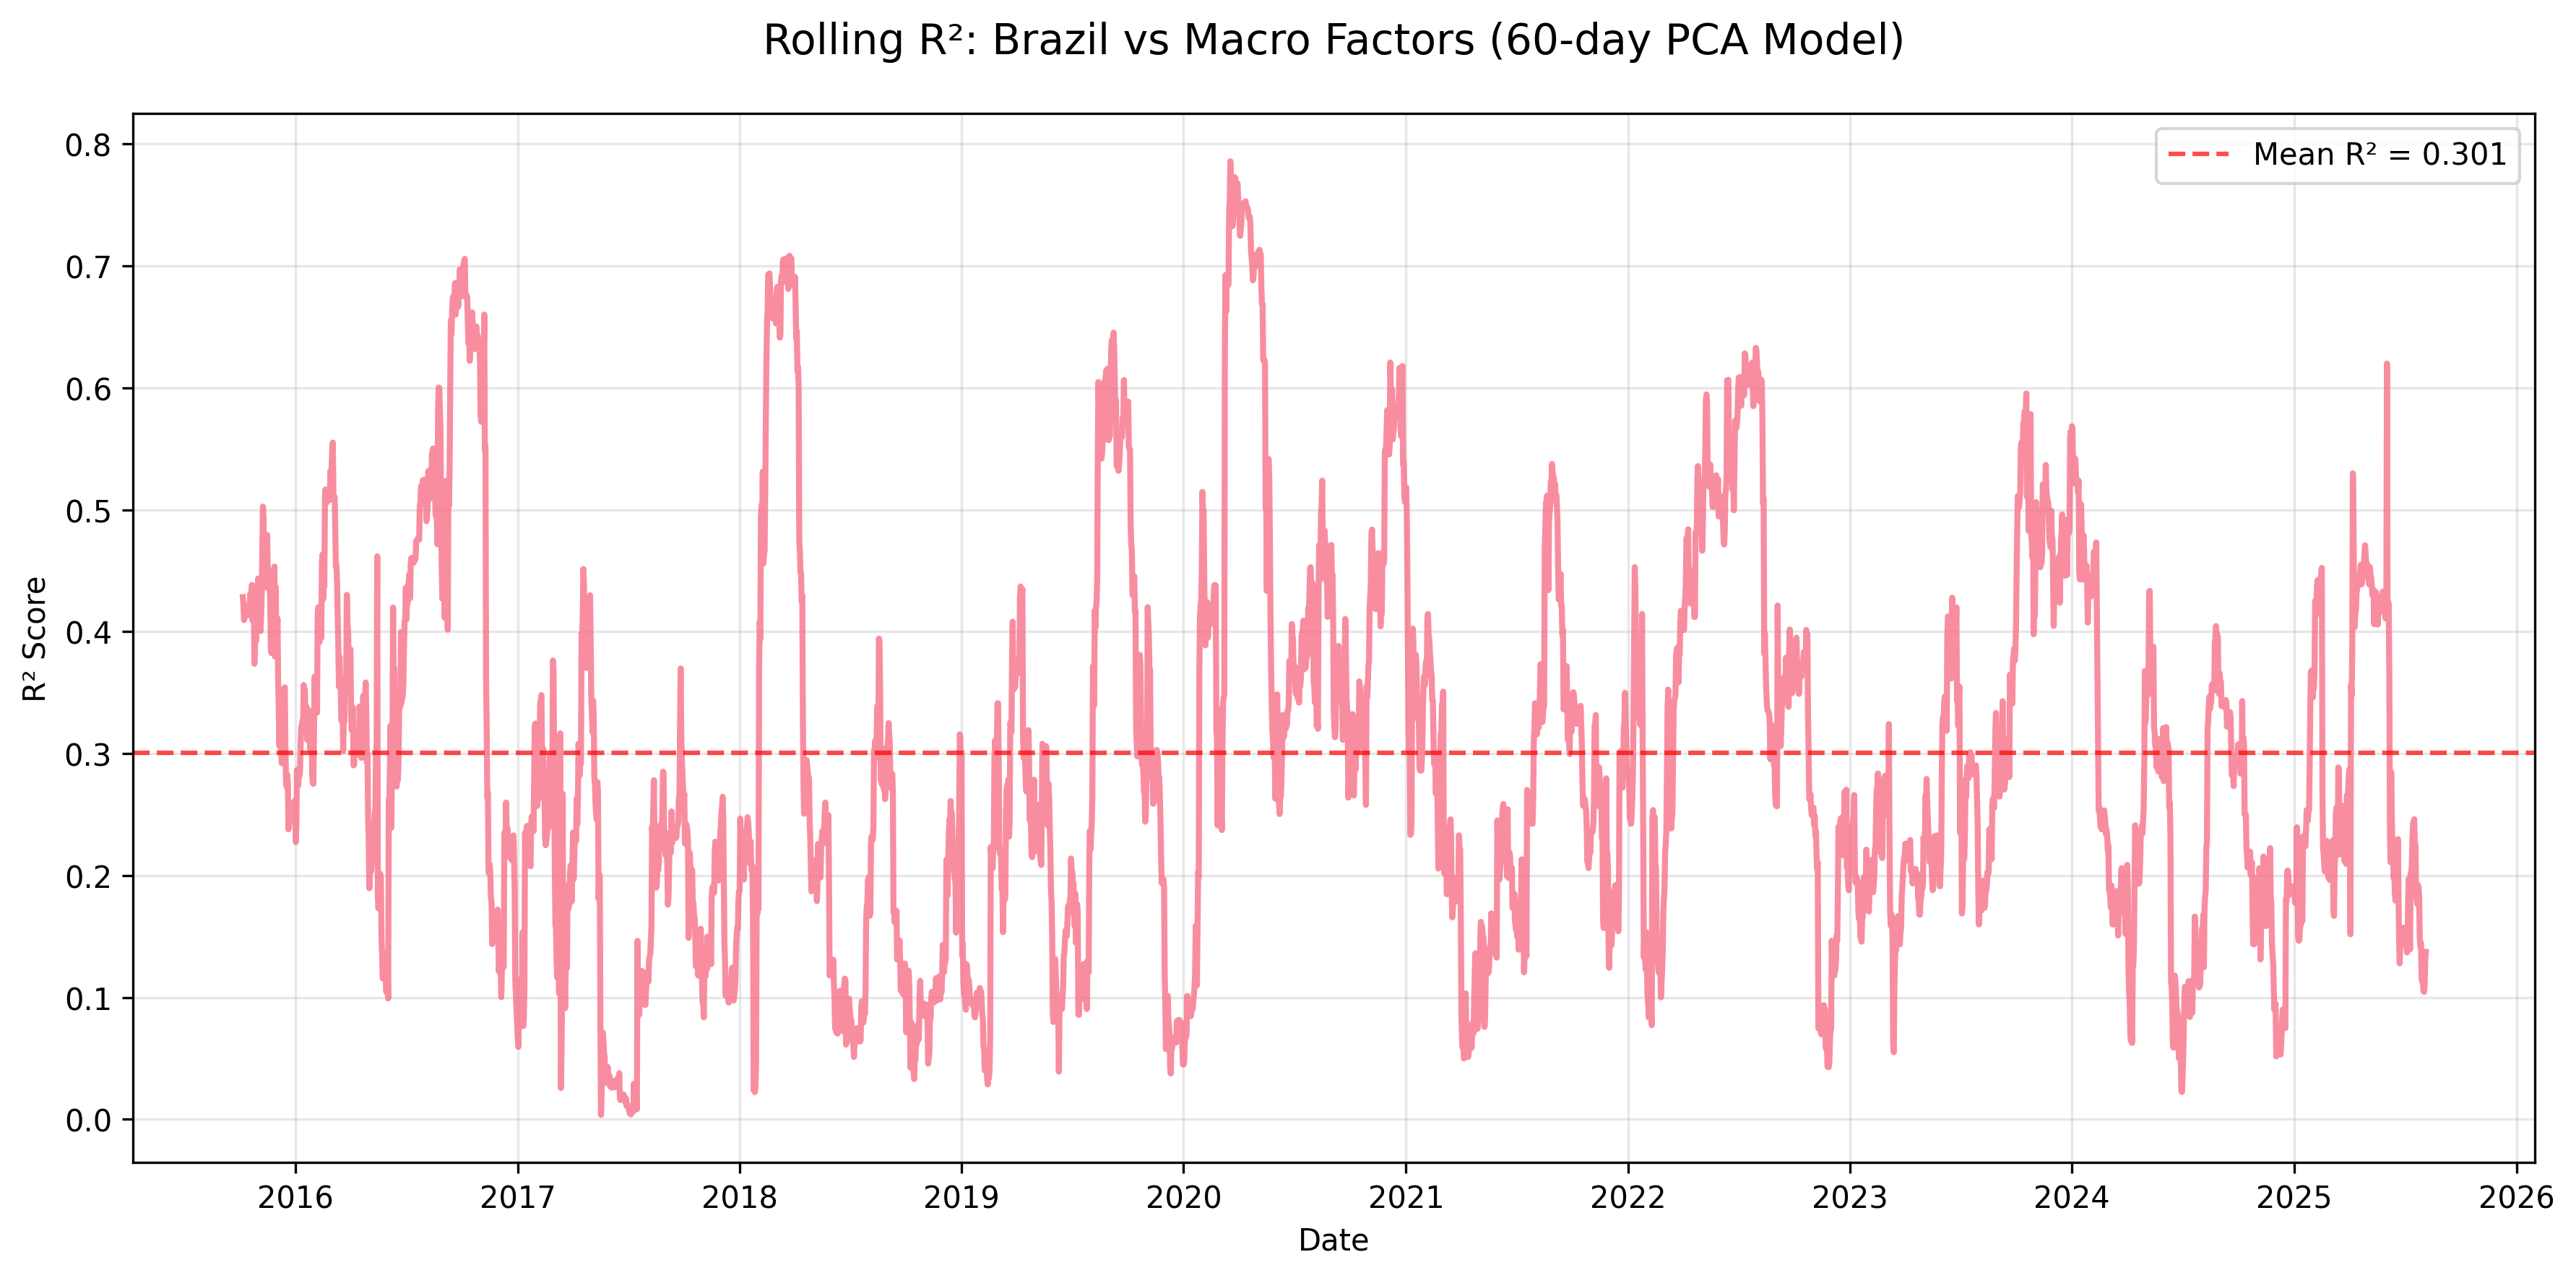 Rolling R²: Brazil vs Macro Factors (60-day PCA Model)
Mean R² = 0.301
0.8
0.7
0.6
0.5
0.4
0.3
0.2
0.1
0.0
R² Score
2016 2017 2018 2019 2020 2021 2022 2023 2024 2025 2026
Date